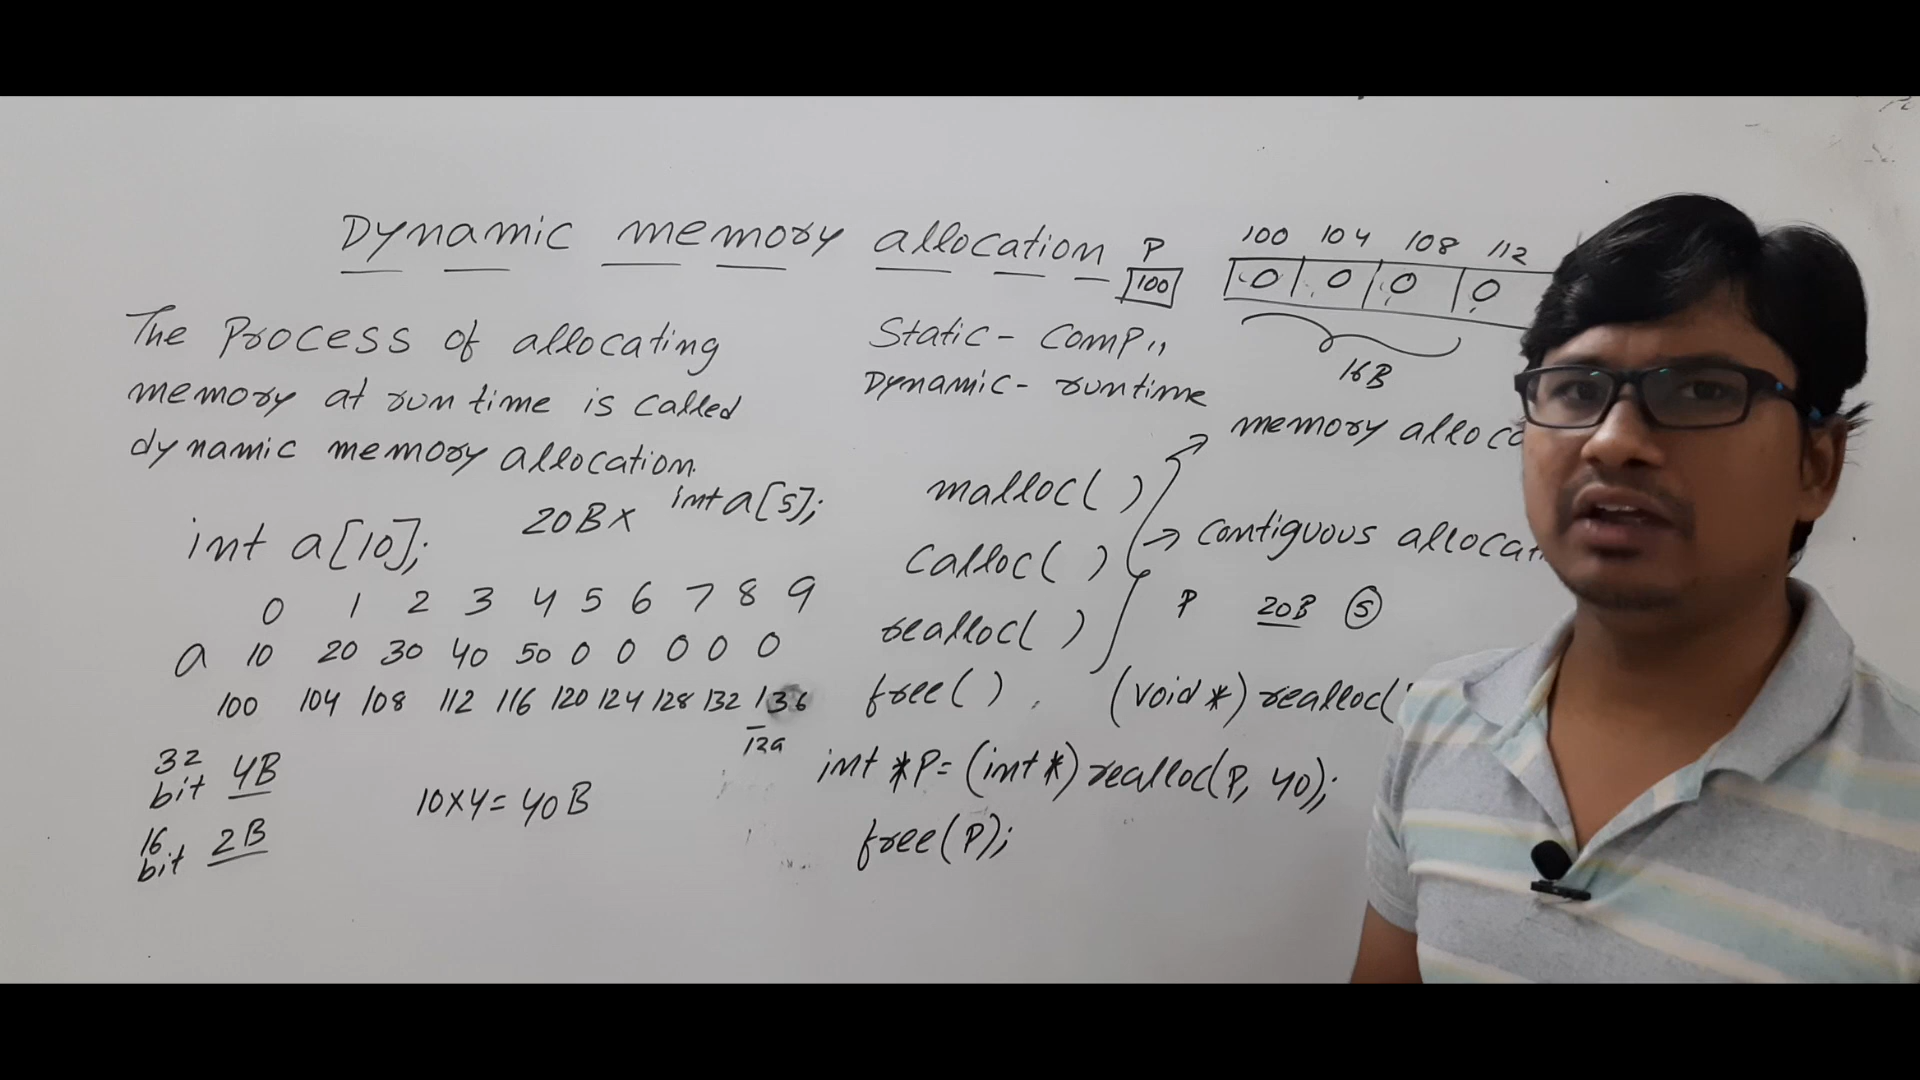 Dynamic memory allocation
P
100
100 104 108 112
0 0 0 0
16B
The Process of allocating
memory at run time is called
dynamic memory allocation.
Static - Comp,,
Dynamic - runtime
int a[10];
20B x
int a[5];
0 1 2 3 4 5 6 7 8 9
a 10 20 30 40 50 0 0 0 0 0
100 104 108 112 116 120 124 128 132 136
32 bit 4B
16 bit 2B
10x4=40B
memory
malloc( )
Contiguous
Calloc( )
P 20B 5
realloc( )
free( ) (void *) realloc(
int *P= (int *) realloc(P, 40);
free(P);